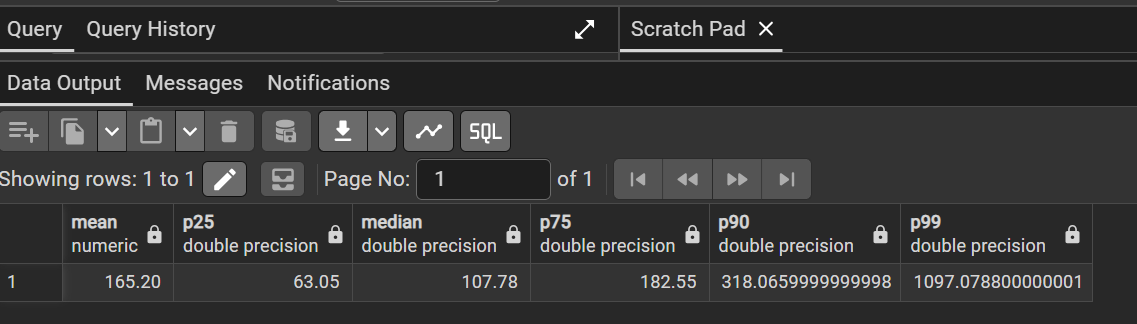 Query Query History Scratch Pad
Data Output Messages Notifications
SQL
Showing rows: 1 to 1 Page No: 1 of 1
mean p25 median p75 p90 p99
numeric double precision double precision double precision double precision double precision
1 165.20 63.05 107.78 182.55 318.0659999999998 1097.078800000001